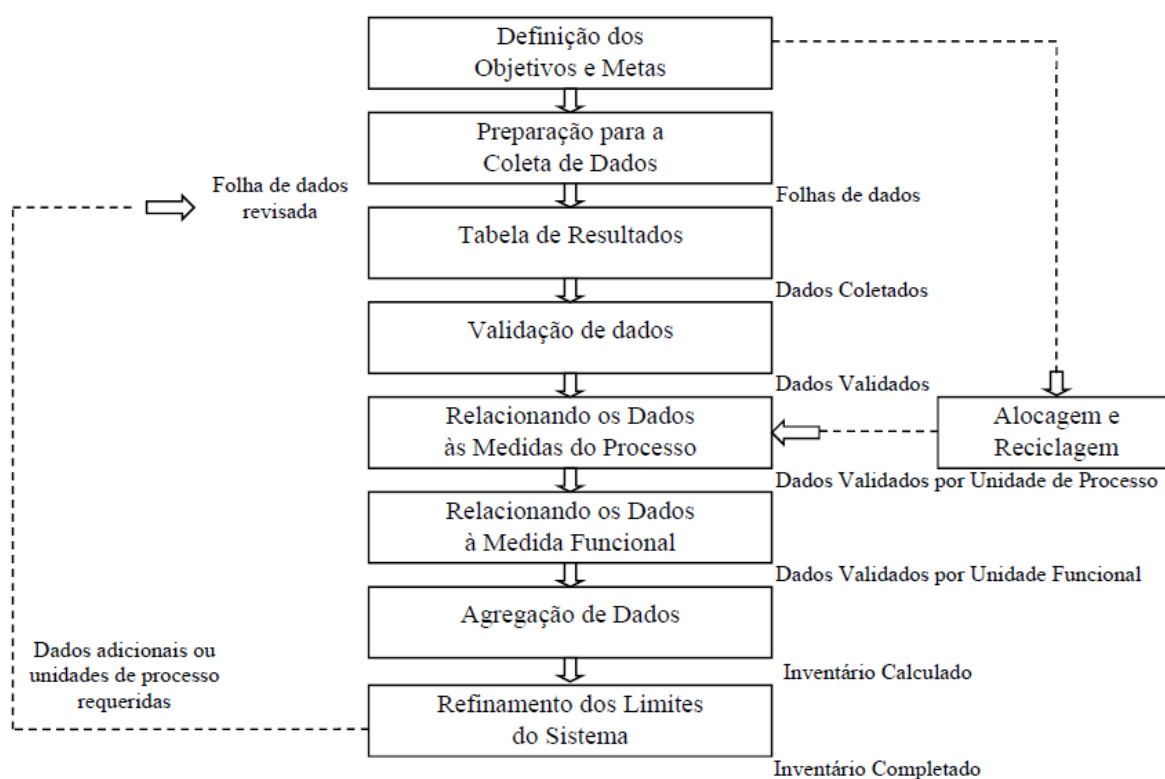 Definição dos
Objetivos e Metas
Preparação para a
Coleta de Dados
Folha de dados
revisada
Folhas de dados
Tabela de Resultados
Dados Coletados
Validação de dados
Dados Validados
Relacionando os Dados
às Medidas do Processo
Alocagem e
Reciclagem
Dados Validados por Unidade de Processo
Relacionando os Dados
à Medida Funcional
Dados Validados por Unidade Funcional
Agregação de Dados
Dados adicionais ou
unidades de processo
requeridas
Inventário Calculado
Refinamento dos Limites
do Sistema
Inventário Completado